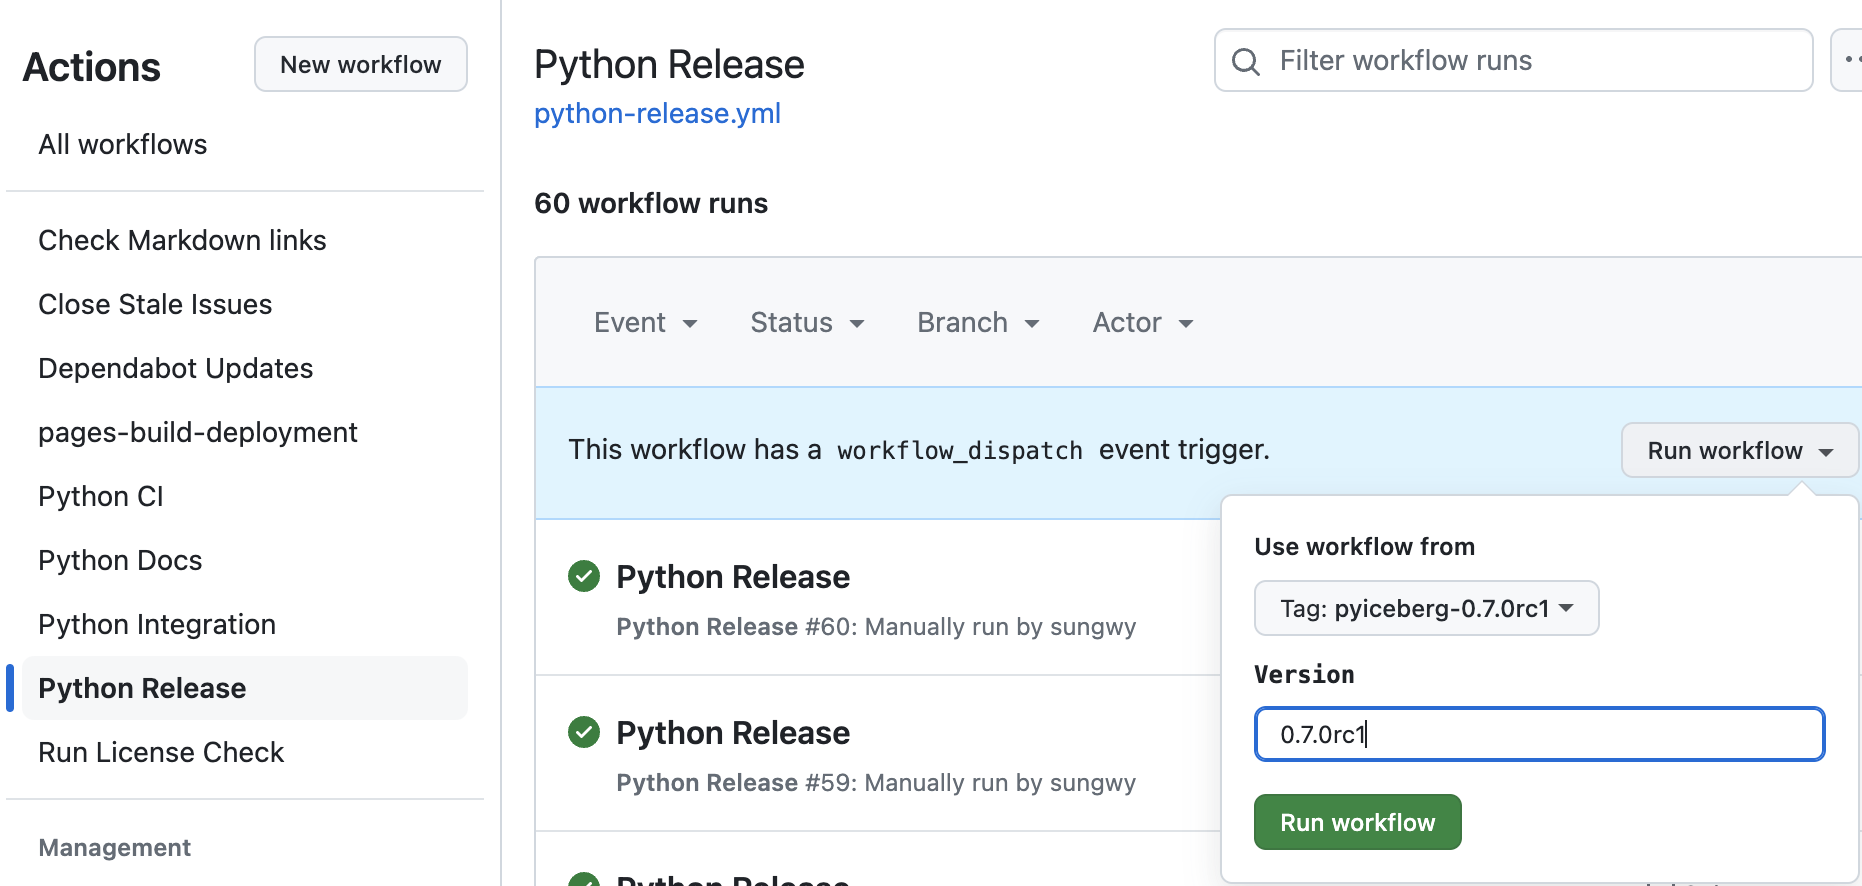 Actions
New workflow
All workflows
Check Markdown links
Close Stale Issues
Dependabot Updates
pages-build-deployment
Python CI
Python Docs
Python Integration
Python Release
Run License Check
Management
Python Release
python-release.yml
Filter workflow runs
60 workflow runs
Event Status Branch Actor
This workflow has a workflow_dispatch event trigger.
Run workflow
Use workflow from
Tag: pyiceberg-0.7.0rc1
Version
0.7.0rc1
Run workflow
Python Release
Python Release #60: Manually run by sungwy
Python Release
Python Release #59: Manually run by sungwy
Python Release